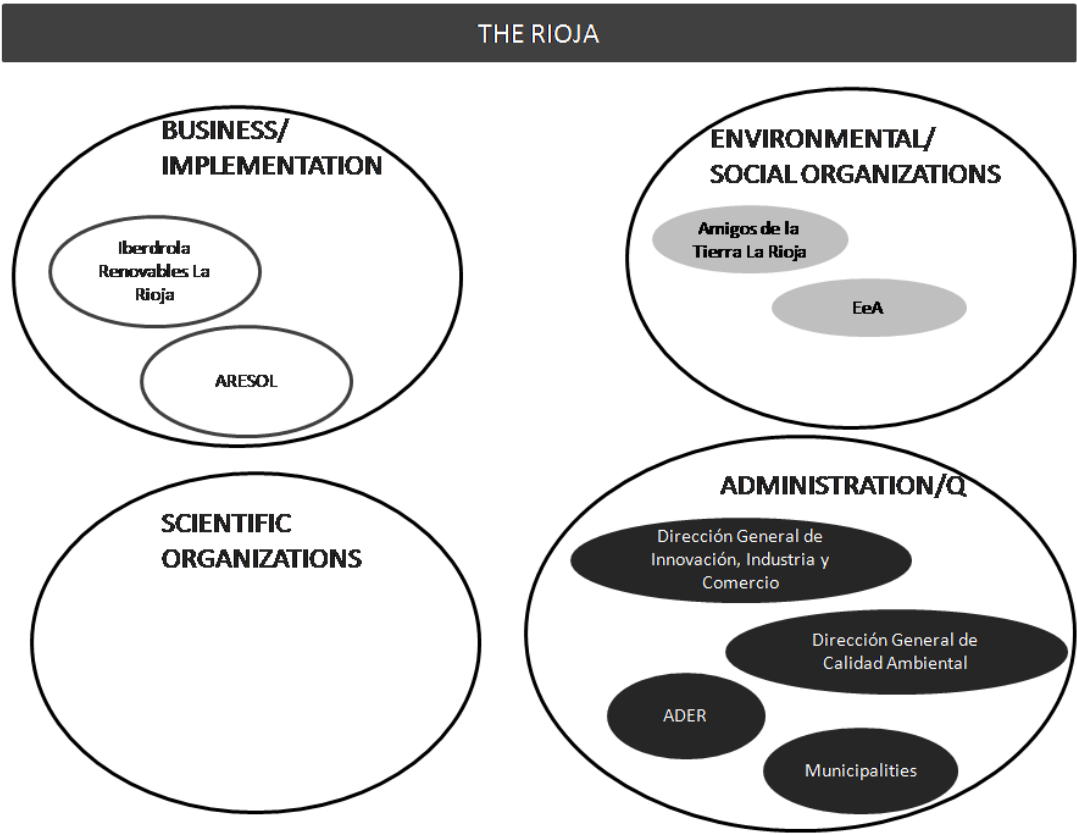 THE RIOJA
BUSINESS/
IMPLEMENTATION
Iberdrola
Renovables La
Rioja
ARESOL
ENVIRONMENTAL/
SOCIAL ORGANIZATIONS
Amigos de la
Tierra La Rioja
EeA
SCIENTIFIC
ORGANIZATIONS
ADMINISTRATION/Q
Dirección General de
Innovación, Industria y
Comercio
Dirección General de
Calidad Ambiental
ADER
Municipalities